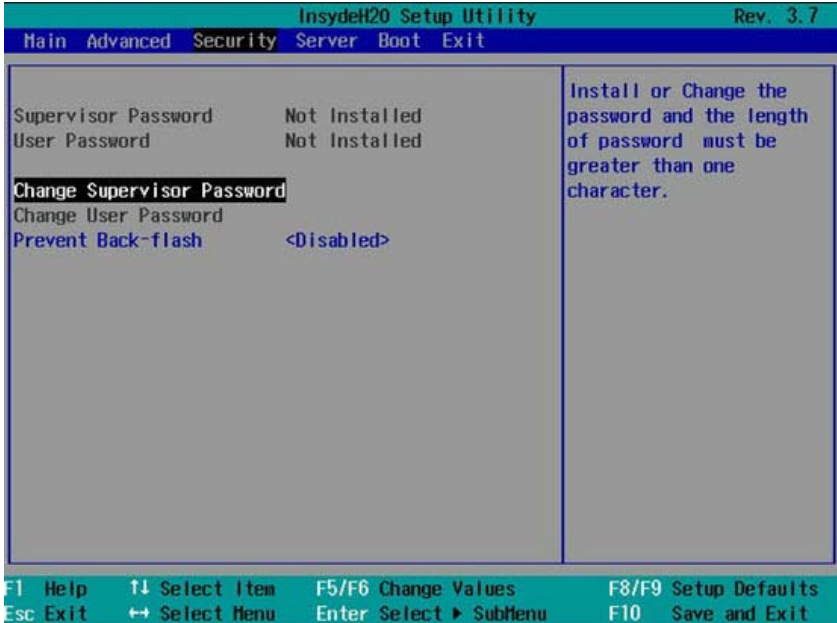 InsydeH20 Setup Utility Rev. 3.7
Main Advanced Security Server Boot Exit
Supervisor Password Not Installed
User Password Not Installed
Change Supervisor Password
Change User Password
Prevent Back-flash <Disabled>
Install or Change the
password and the length
of password must be
greater than one
character.
F1 Help ↑↓ Select Item F5/F6 Change Values F8/F9 Setup Defaults
Esc Exit ↔ Select Menu Enter Select ▶ SubMenu F10 Save and Exit